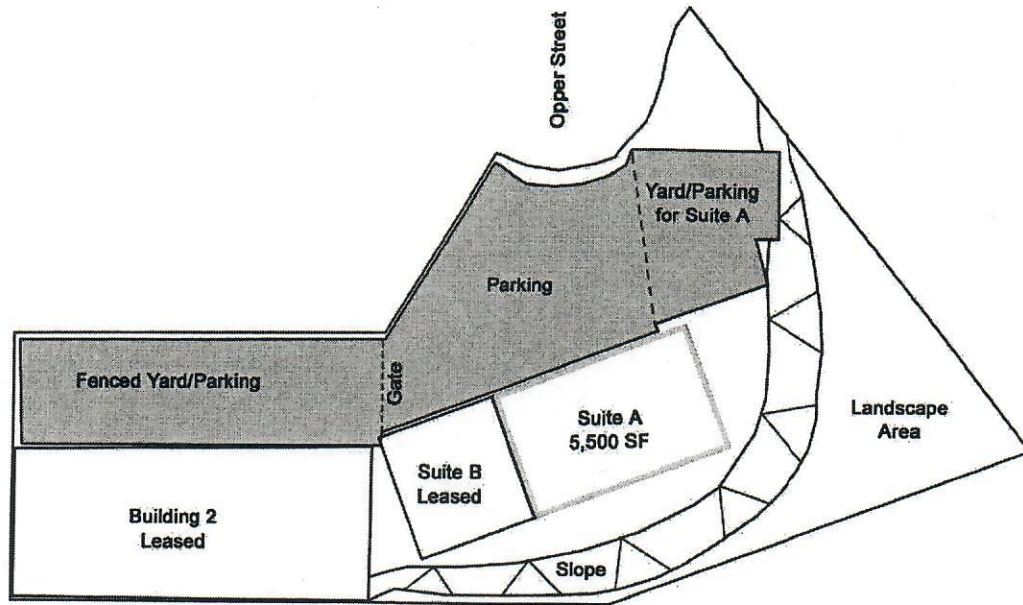 Opper Street
Yard/Parking
for Suite A
Parking
Fenced Yard/Parking
Gate
Suite A
5,500 SF
Landscape
Area
Suite B
Leased
Building 2
Leased
Slope